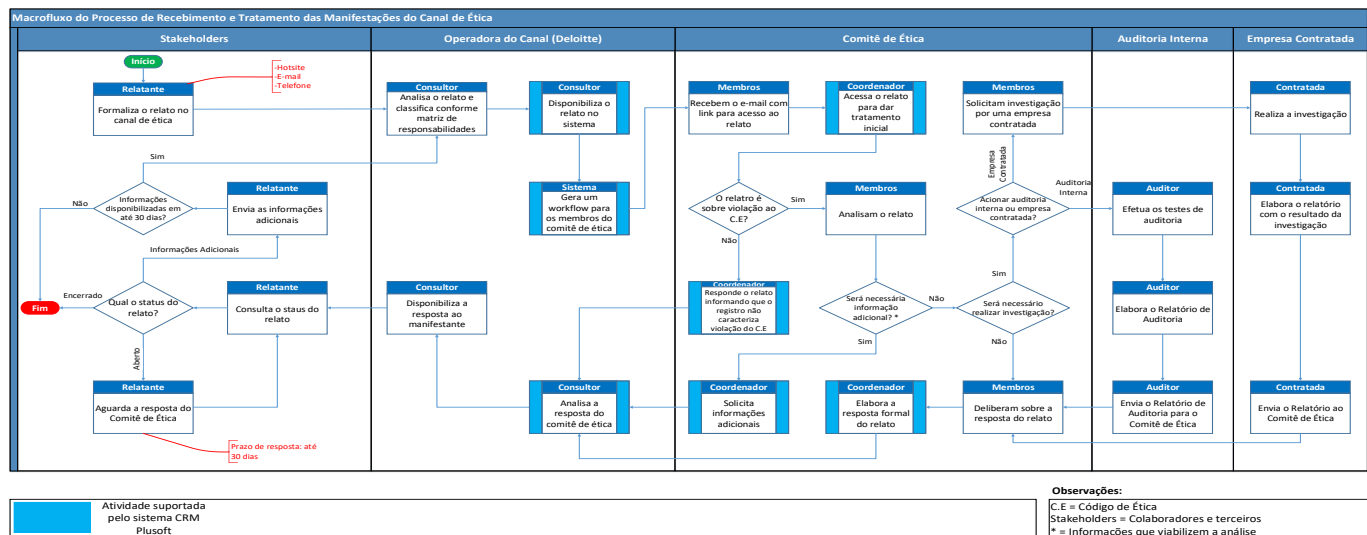 Macrofluxo do Processo de Recebimento e Tratamento das Manifestações do Canal de Ética
Stakeholders
Operadora do Canal (Deloitte)
Comitê de Ética
Auditoria Interna
Empresa Contratada
Início
-Hotsite
-E-mail
-Telefone
Relatante
Formaliza o relato no
canal de ética
Consultor
Analisa o relato e
classifica conforme
matriz de
responsabilidades
Consultor
Disponibiliza o
relato no
sistema
Membros
Recebem o e-mail com
link para acesso ao
relato
Coordenador
Acessa o relato
para dar
tratamento
inicial
Membros
Solicitam investigação
por uma empresa
contratada
Contratada
Realiza a investigação
Sim
Não
Informações
disponibilizadas em
até 30 dias?
Relatante
Envia as informações
adicionais
Informações Adicionais
Sistema
Gera um
workflow para
os membros do
comitê de ética
O relatro é
sobre violação ao
C.E?
Sim
Não
Membros
Analisam o relato
Empresa
Contratada
Auditoria
Interna
Acionar auditoria
interna ou empresa
contratada?
Sim
Auditor
Efetua os testes de
auditoria
Contratada
Elabora o relatório
com o resultado da
investigação
Fim
Encerrado
Qual o status do
relato?
Aberto
Relatante
Consulta o staus do
relato
Consultor
Disponibiliza a
resposta ao
manifestante
Coordenador
Responde o relato
informando que o
registro não
caracteriza
violação do C.E
Será necessária
informação
adicional? *
Não
Sim
Será necessário
realizar investigação?
Não
Auditor
Elabora o Relatório de
Auditoria
Relatante
Aguarda a resposta do
Comitê de Ética
Prazo de resposta: até
30 dias
Consultor
Analisa a
resposta do
comitê de ética
Coordenador
Solicita
informações
adicionais
Coordenador
Elabora a
resposta formal
do relato
Membros
Deliberam sobre a
resposta do relato
Auditor
Envia o Relatório de
Auditoria para o
Comitê de Ética
Contratada
Envia o Relatório ao
Comitê de Ética
Atividade suportada
pelo sistema CRM
Plusoft
Observações:
C.E = Código de Ética
Stakeholders = Colaboradores e terceiros
* = Informações que viabilizem a análise